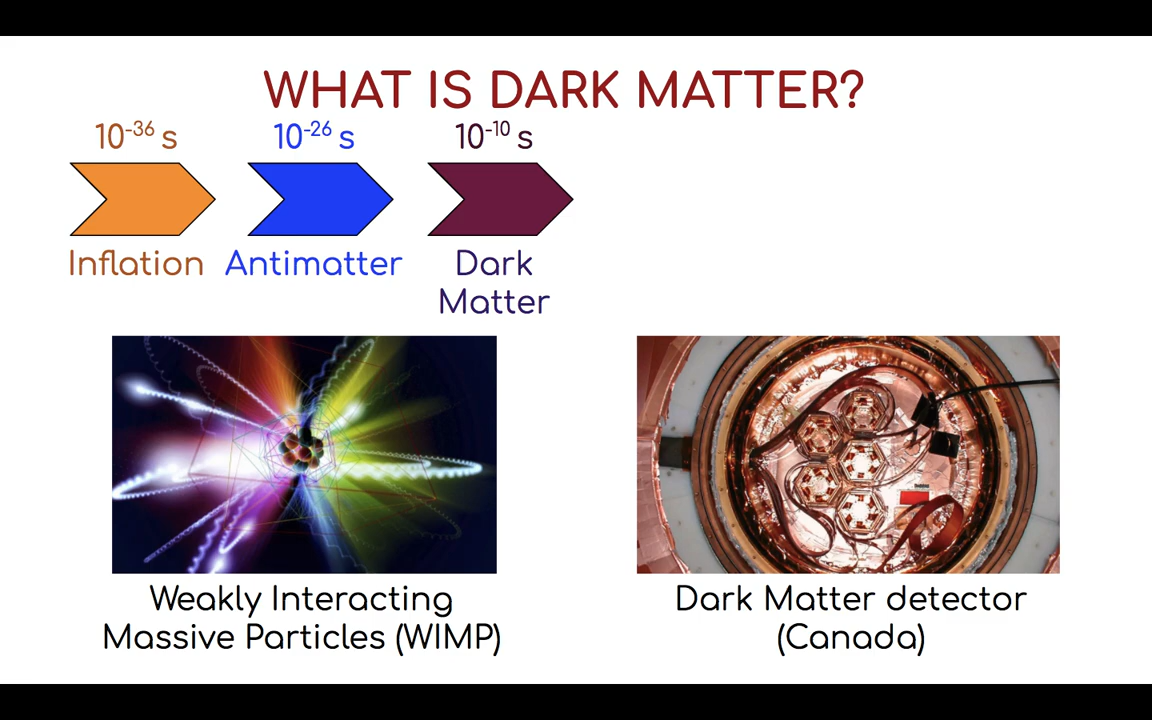 WHAT IS DARK MATTER?
10⁻³⁶ s
10⁻²⁶ s
10⁻¹⁰ s
Inflation
Antimatter
Dark
Matter
Weakly Interacting
Massive Particles (WIMP)
Dark Matter detector
(Canada)